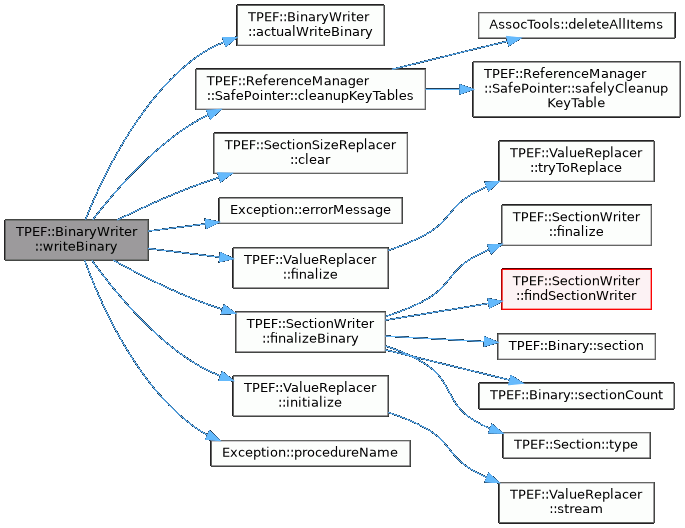 TPEF::BinaryWriter
::writeBinary
TPEF::BinaryWriter
::actualWriteBinary
TPEF::ReferenceManager
::SafePointer::cleanupKeyTables
TPEF::SectionSizeReplacer
::clear
Exception::errorMessage
TPEF::ValueReplacer
::finalize
TPEF::SectionWriter
::finalizeBinary
TPEF::ValueReplacer
::initialize
Exception::procedureName
AssocTools::deleteAllItems
TPEF::ReferenceManager
::SafePointer::safelyCleanup
KeyTable
TPEF::ValueReplacer
::tryToReplace
TPEF::SectionWriter
::finalize
TPEF::SectionWriter
::findSectionWriter
TPEF::Binary::section
TPEF::Binary::sectionCount
TPEF::Section::type
TPEF::ValueReplacer
::stream